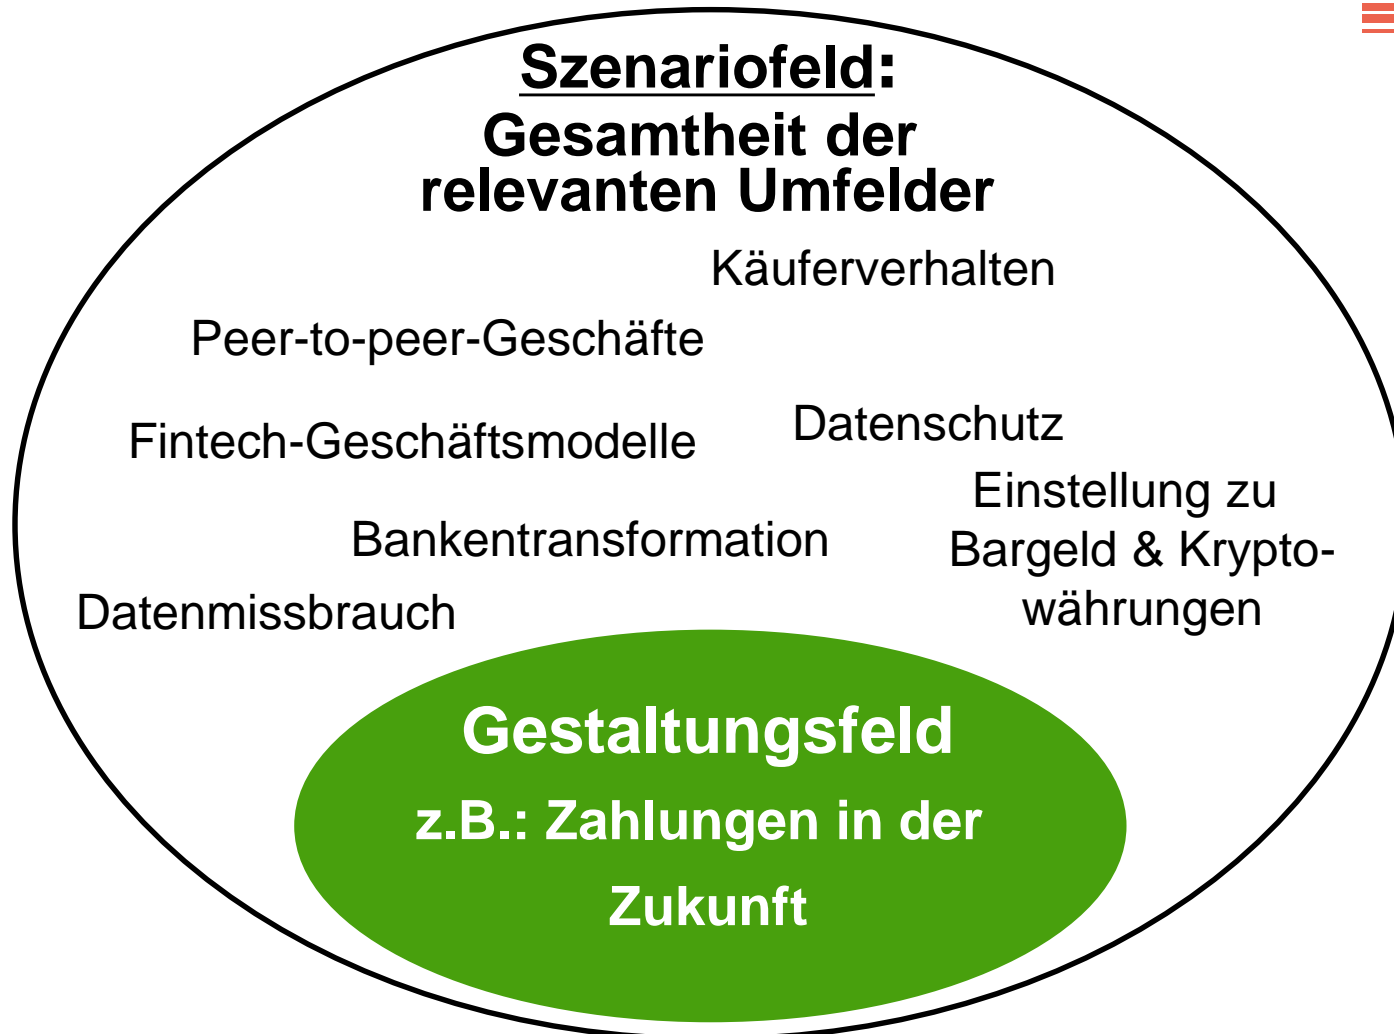 Szenariofeld:
Gesamtheit der
relevanten Umfelder
Käuferverhalten
Peer-to-peer-Geschäfte
Datenschutz
Fintech-Geschäftsmodelle
Einstellung zu
Bargeld & Krypto-
währungen
Bankentransformation
Datenmissbrauch
Gestaltungsfeld
z.B.: Zahlungen in der
Zukunft